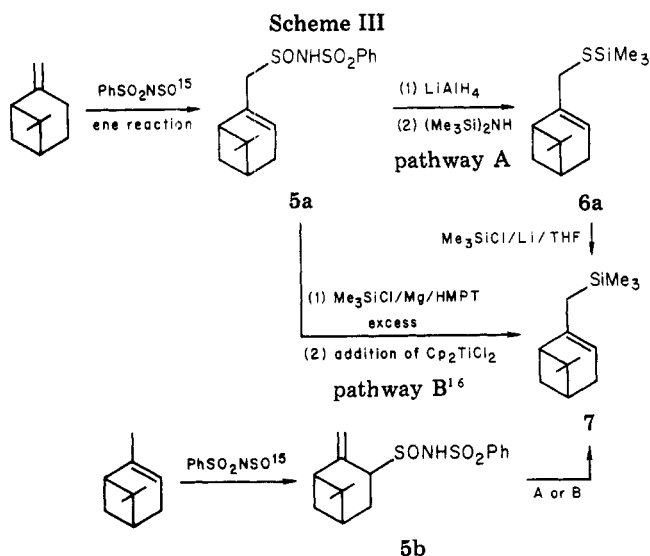 Scheme III
SONHSO₂Ph
PhSO₂NSO¹⁵
ene reaction
5a
(1) LiAlH₄
(2) (Me₃Si)₂NH
pathway A
SSiMe₃
6a
Me₃SiCl/Li/THF
(1) Me₃SiCl/Mg/HMPT
excess
(2) addition of Cp₂TiCl₂
pathway B¹⁶
SiMe₃
7
PhSO₂NSO¹⁵
SONHSO₂Ph
5b
A or B